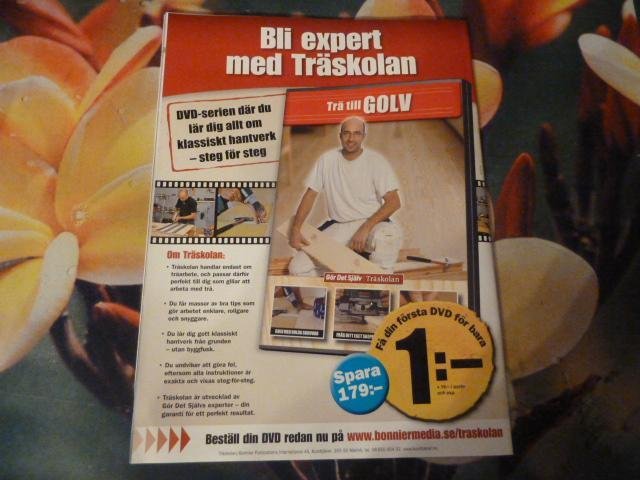 Bli expert
med Träskolan
DVD-serien där du
lär dig allt om
klassiskt hantverk
– steg för steg
Trä till GOLV
Om Träskolan:
• Träskolan handlar endast om
träarbete, och passar därför
perfekt till dig som gillar att
arbeta med trä.
• Du får massor av bra tips som
gör arbetet enklare, roligare
och snyggare.
• Du lär dig gott klassiskt
hantverk från grunden
– utan byggfusk.
• Du undviker att göra fel,
eftersom alla instruktioner är
exakta och visas steg-för-steg.
• Träskolan är utvecklad av
Gör Det Självs experter – din
garanti för ett perfekt resultat.
Gör Det Själv Träskolan
Få din första DVD för bara
1:-
Spara
179:-
Beställ din DVD redan nu på www.bonniermedia.se/traskolan